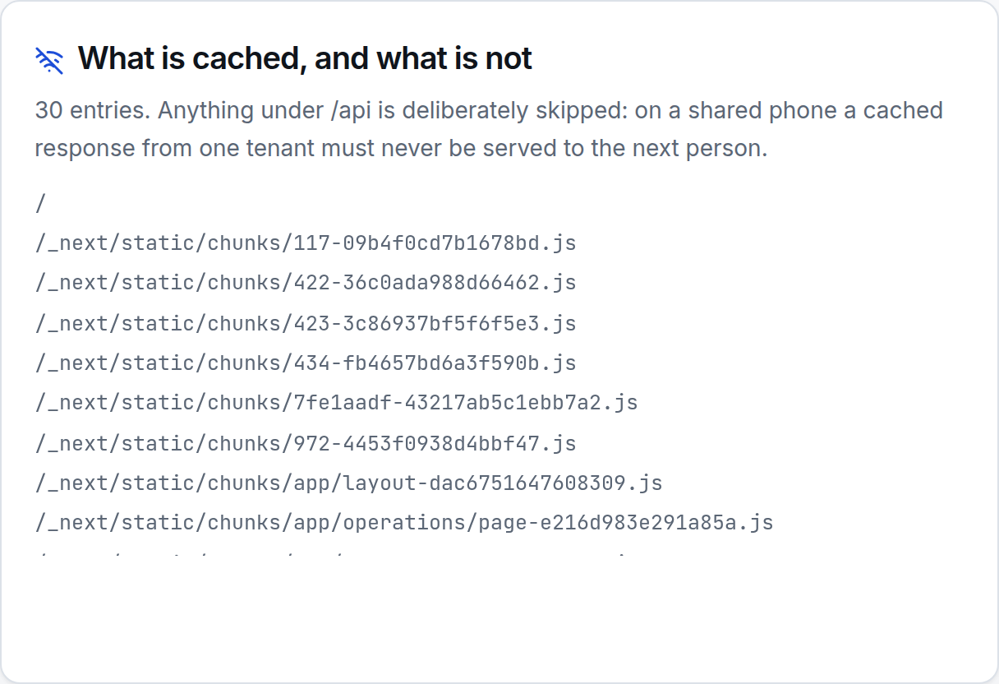 What is cached, and what is not
30 entries. Anything under /api is deliberately skipped: on a shared phone a cached
response from one tenant must never be served to the next person.
/
/_next/static/chunks/117-09b4f0cd7b1678bd.js
/_next/static/chunks/422-36c0ada988d66462.js
/_next/static/chunks/423-3c86937bf5f6f5e3.js
/_next/static/chunks/434-fb4657bd6a3f590b.js
/_next/static/chunks/7fe1aadf-43217ab5c1ebb7a2.js
/_next/static/chunks/972-4453f0938d4bbf47.js
/_next/static/chunks/app/layout-dac6751647608309.js
/_next/static/chunks/app/operations/page-e216d983e291a85a.js